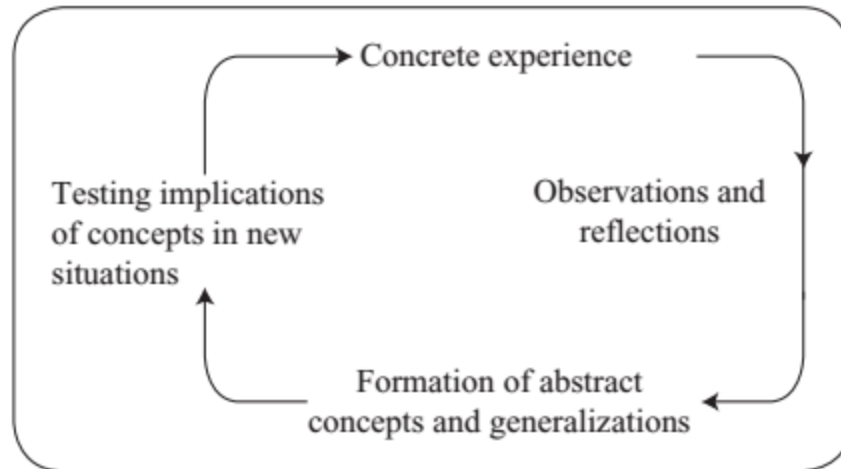 Concrete experience
Observations and
reflections
Formation of abstract
concepts and generalizations
Testing implications
of concepts in new
situations